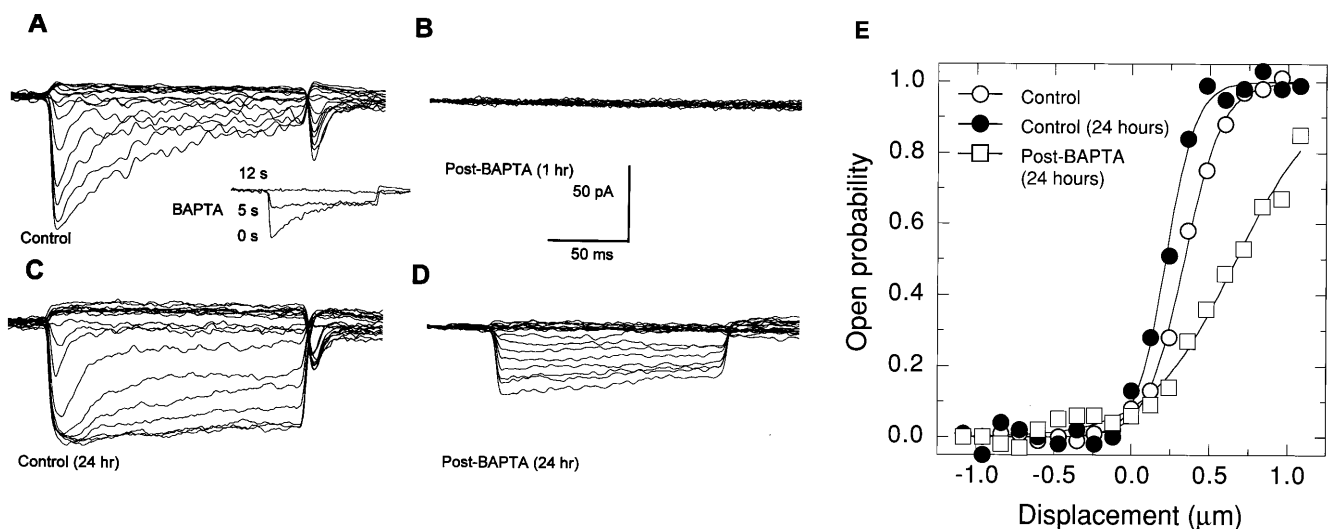 A
Control
12 s
BAPTA
5 s
0 s
B
Post-BAPTA (1 hr)
50 pA
50 ms
C
Control (24 hr)
D
Post-BAPTA (24 hr)
E
Control
Control (24 hours)
Post-BAPTA
(24 hours)
Open probability
1.0
0.8
0.6
0.4
0.2
0.0
-1.0
-0.5
0.0
0.5
1.0
Displacement (μm)